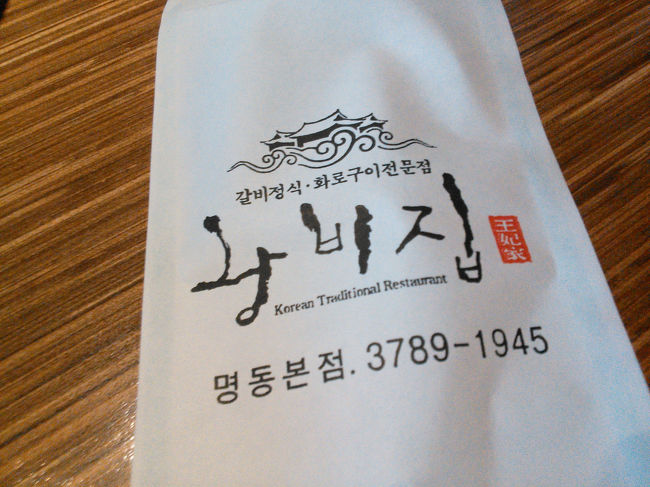 갈비정식·화로구이전문점
왕비집
王妃家
Korean Traditional Restaurant
명동본점. 3789-1945